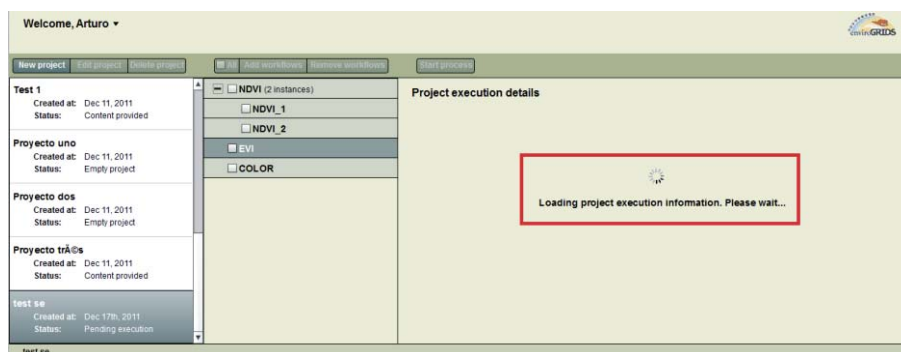 Welcome, Arturo
enviroGRIDS
New project Edit project Delete project
All Add workflows Remove workflows
Start process
Test 1
Created at: Dec 11, 2011
Status: Content provided
Proyecto uno
Created at: Dec 11, 2011
Status: Empty project
Proyecto dos
Created at: Dec 11, 2011
Status: Empty project
Proyecto trÃ©s
Created at: Dec 11, 2011
Status: Content provided
test se
Created at: Dec 17th, 2011
Status: Pending execution
NDVI (2 instances)
NDVI_1
NDVI_2
EVI
COLOR
Project execution details
Loading project execution information. Please wait...
test se